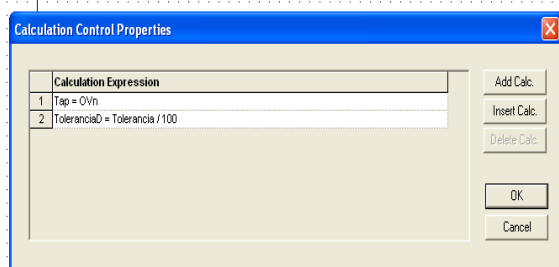 Calculation Control Properties
Calculation Expression
1 Tap = OVn
2 ToleranciaD = Tolerancia / 100
Add Calc.
Insert Calc.
Delete Calc.
OK
Cancel